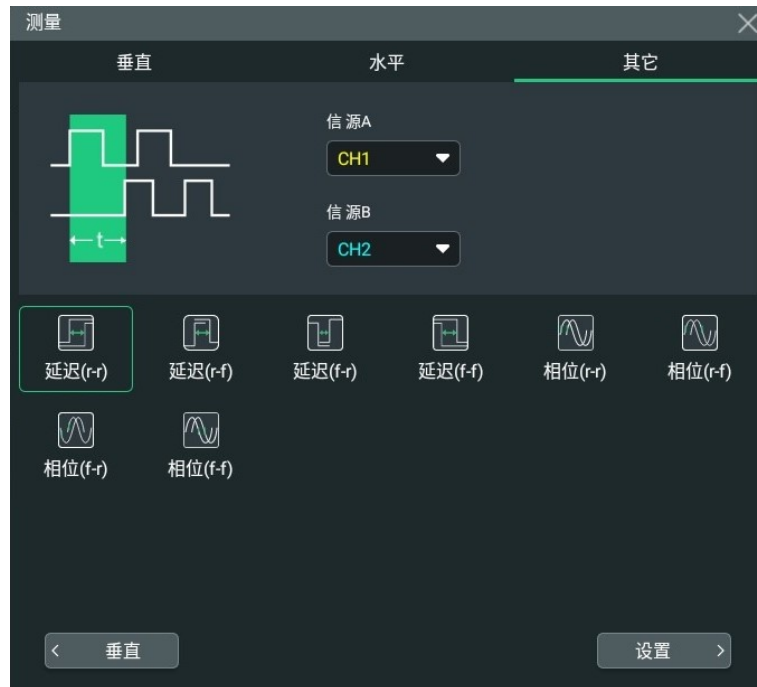 测量
垂直 水平 其它
信源A
CH1
信源B
CH2
t
延迟(r-r) 延迟(r-f) 延迟(f-r) 延迟(f-f) 相位(r-r) 相位(r-f)
相位(f-r) 相位(f-f)
垂直 设置